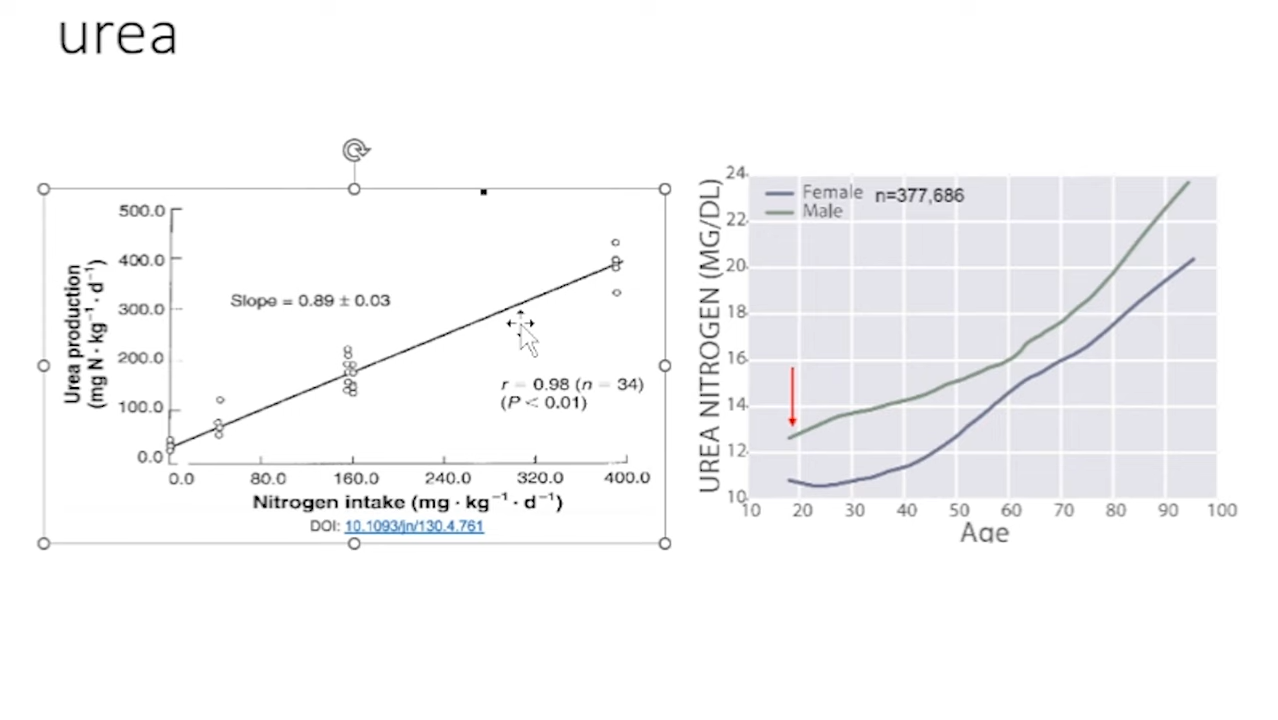 urea
500.0
400.0
300.0
200.0
100.0
0.0
Urea production
(mg N · kg⁻¹ · d⁻¹)
Slope = 0.89 ± 0.03
r = 0.98 (n = 34)
(P < 0.01)
0.0 80.0 160.0 240.0 320.0 400.0
Nitrogen intake (mg · kg⁻¹ · d⁻¹)
DOI: 10.1093/jn/130.4.761
UREA NITROGEN (MG/DL)
24
22
20
18
16
14
12
10
Female n=377,686
Male
10 20 30 40 50 60 70 80 90 100
Age